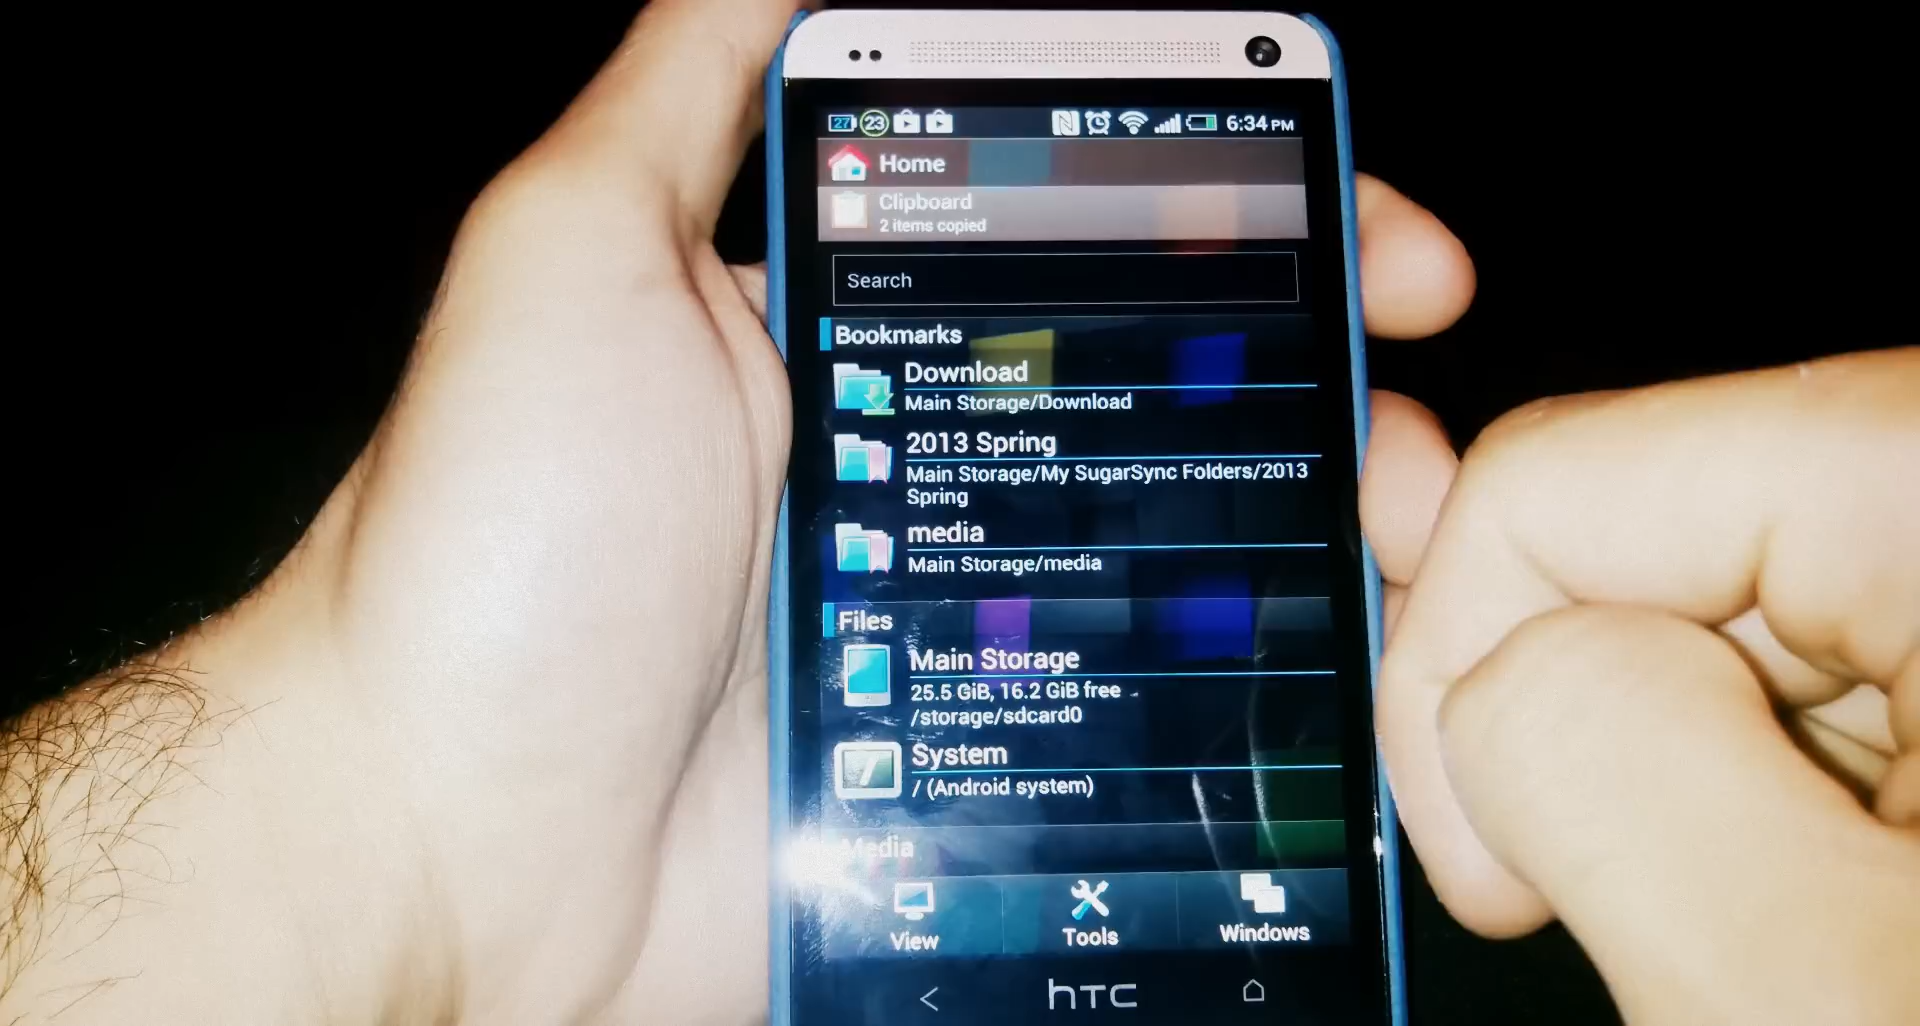 27 23 6:34 PM
Home
Clipboard
2 items copied
Search
Bookmarks
Download
Main Storage/Download
2013 Spring
Main Storage/My SugarSync Folders/2013
Spring
media
Main Storage/media
Files
Main Storage
25.5 GiB, 16.2 GiB free
/storage/sdcard0
System
/ (Android system)
Media
View Tools Windows
hTC